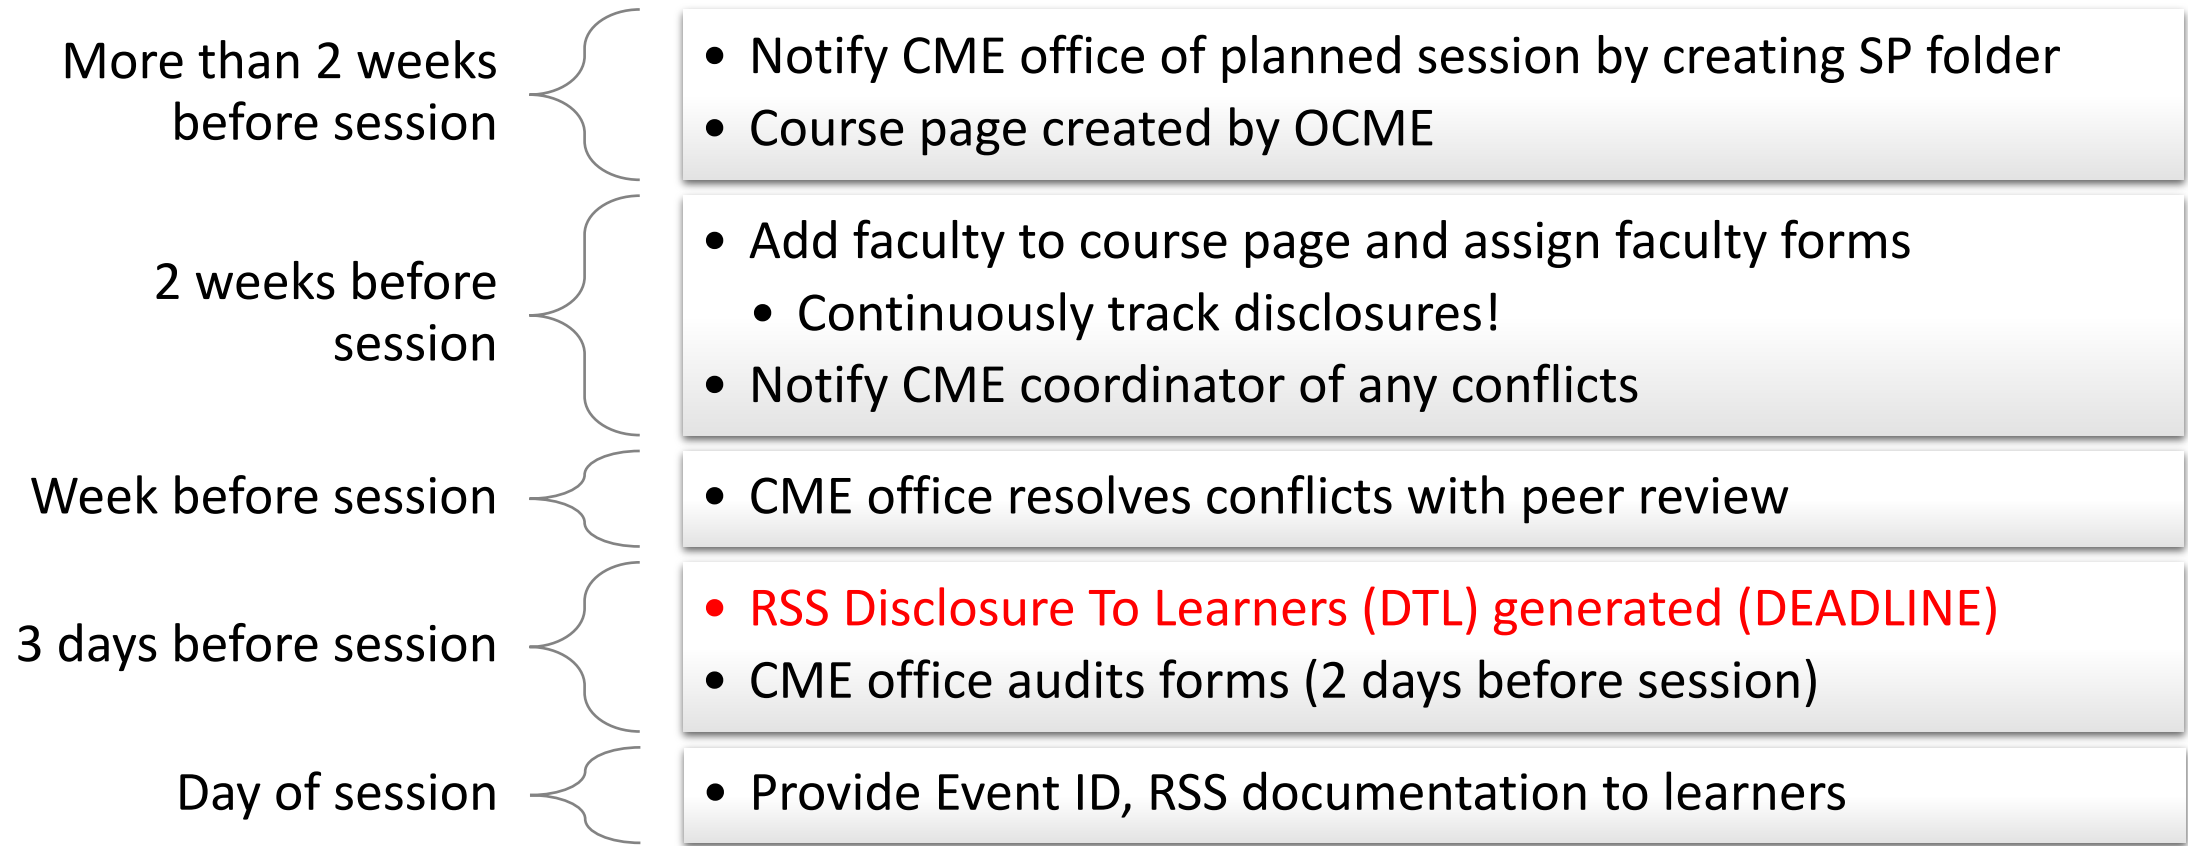 More than 2 weeks
before session
• Notify CME office of planned session by creating SP folder
• Course page created by OCME
2 weeks before
session
• Add faculty to course page and assign faculty forms
• Continuously track disclosures!
• Notify CME coordinator of any conflicts
Week before session
• CME office resolves conflicts with peer review
3 days before session
• RSS Disclosure To Learners (DTL) generated (DEADLINE)
• CME office audits forms (2 days before session)
Day of session
• Provide Event ID, RSS documentation to learners